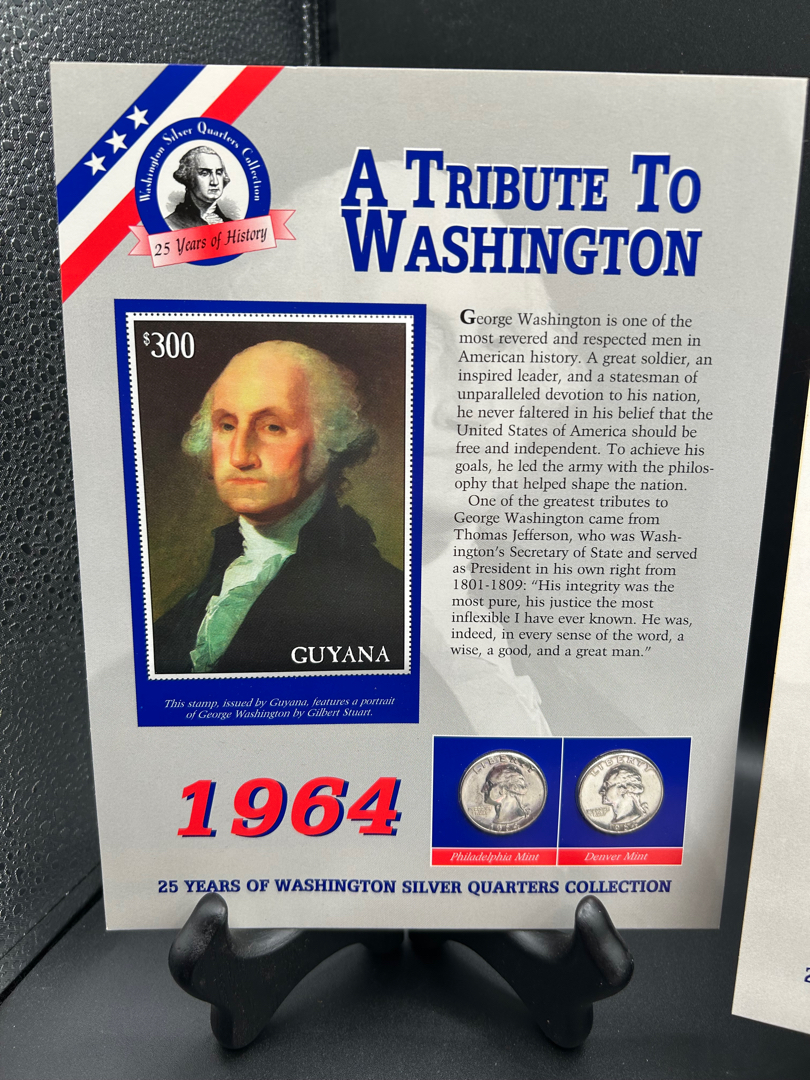 Washington Silver Quarters Collection
25 Years of History
A TRIBUTE TO
WASHINGTON
$300
GUYANA
This stamp, issued by Guyana, features a portrait
of George Washington by Gilbert Stuart.
George Washington is one of the
most revered and respected men in
American history. A great soldier, an
inspired leader, and a statesman of
unparalleled devotion to his nation,
he never faltered in his belief that the
United States of America should be
free and independent. To achieve his
goals, he led the army with the philos-
ophy that helped shape the nation.
One of the greatest tributes to
George Washington came from
Thomas Jefferson, who was Wash-
ington's Secretary of State and served
as President in his own right from
1801-1809: “His integrity was the
most pure, his justice the most
inflexible I have ever known. He was,
indeed, in every sense of the word, a
wise, a good, and a great man.”
1964
LIBERTY
LIBERTY
Philadelphia Mint
Denver Mint
25 YEARS OF WASHINGTON SILVER QUARTERS COLLECTION